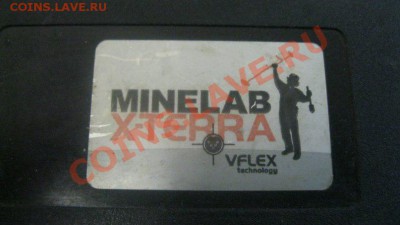 COINS.LAVE.RU
COINS.LAVE.RU
MINELAB
X-TERRA
VFLEX
technology
COINS.LAVE.RU